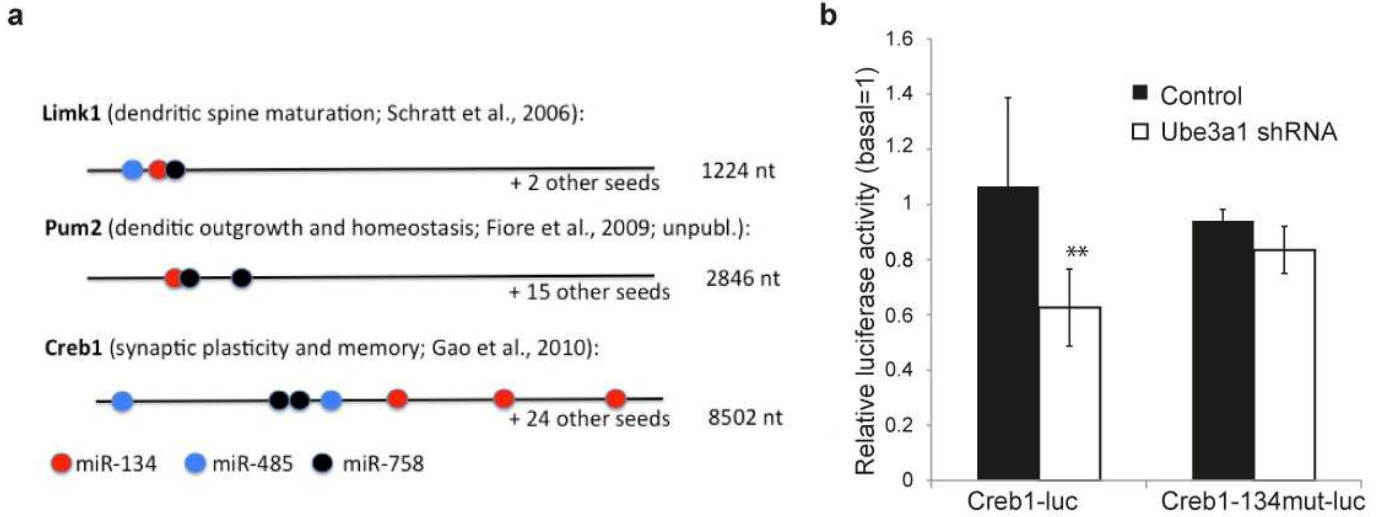 a
Limk1 (dendritic spine maturation; Schratt et al., 2006):
+ 2 other seeds
1224 nt
Pum2 (denditic outgrowth and homeostasis; Fiore et al., 2009; unpubl.):
+ 15 other seeds
2846 nt
Creb1 (synaptic plasticity and memory; Gao et al., 2010):
+ 24 other seeds
8502 nt
miR-134 miR-485 miR-758
b
Relative luciferase activity (basal=1)
1.6
1.4
1.2
1
0.8
0.6
0.4
0.2
0
Control
Ube3a1 shRNA
**
Creb1-luc
Creb1-134mut-luc